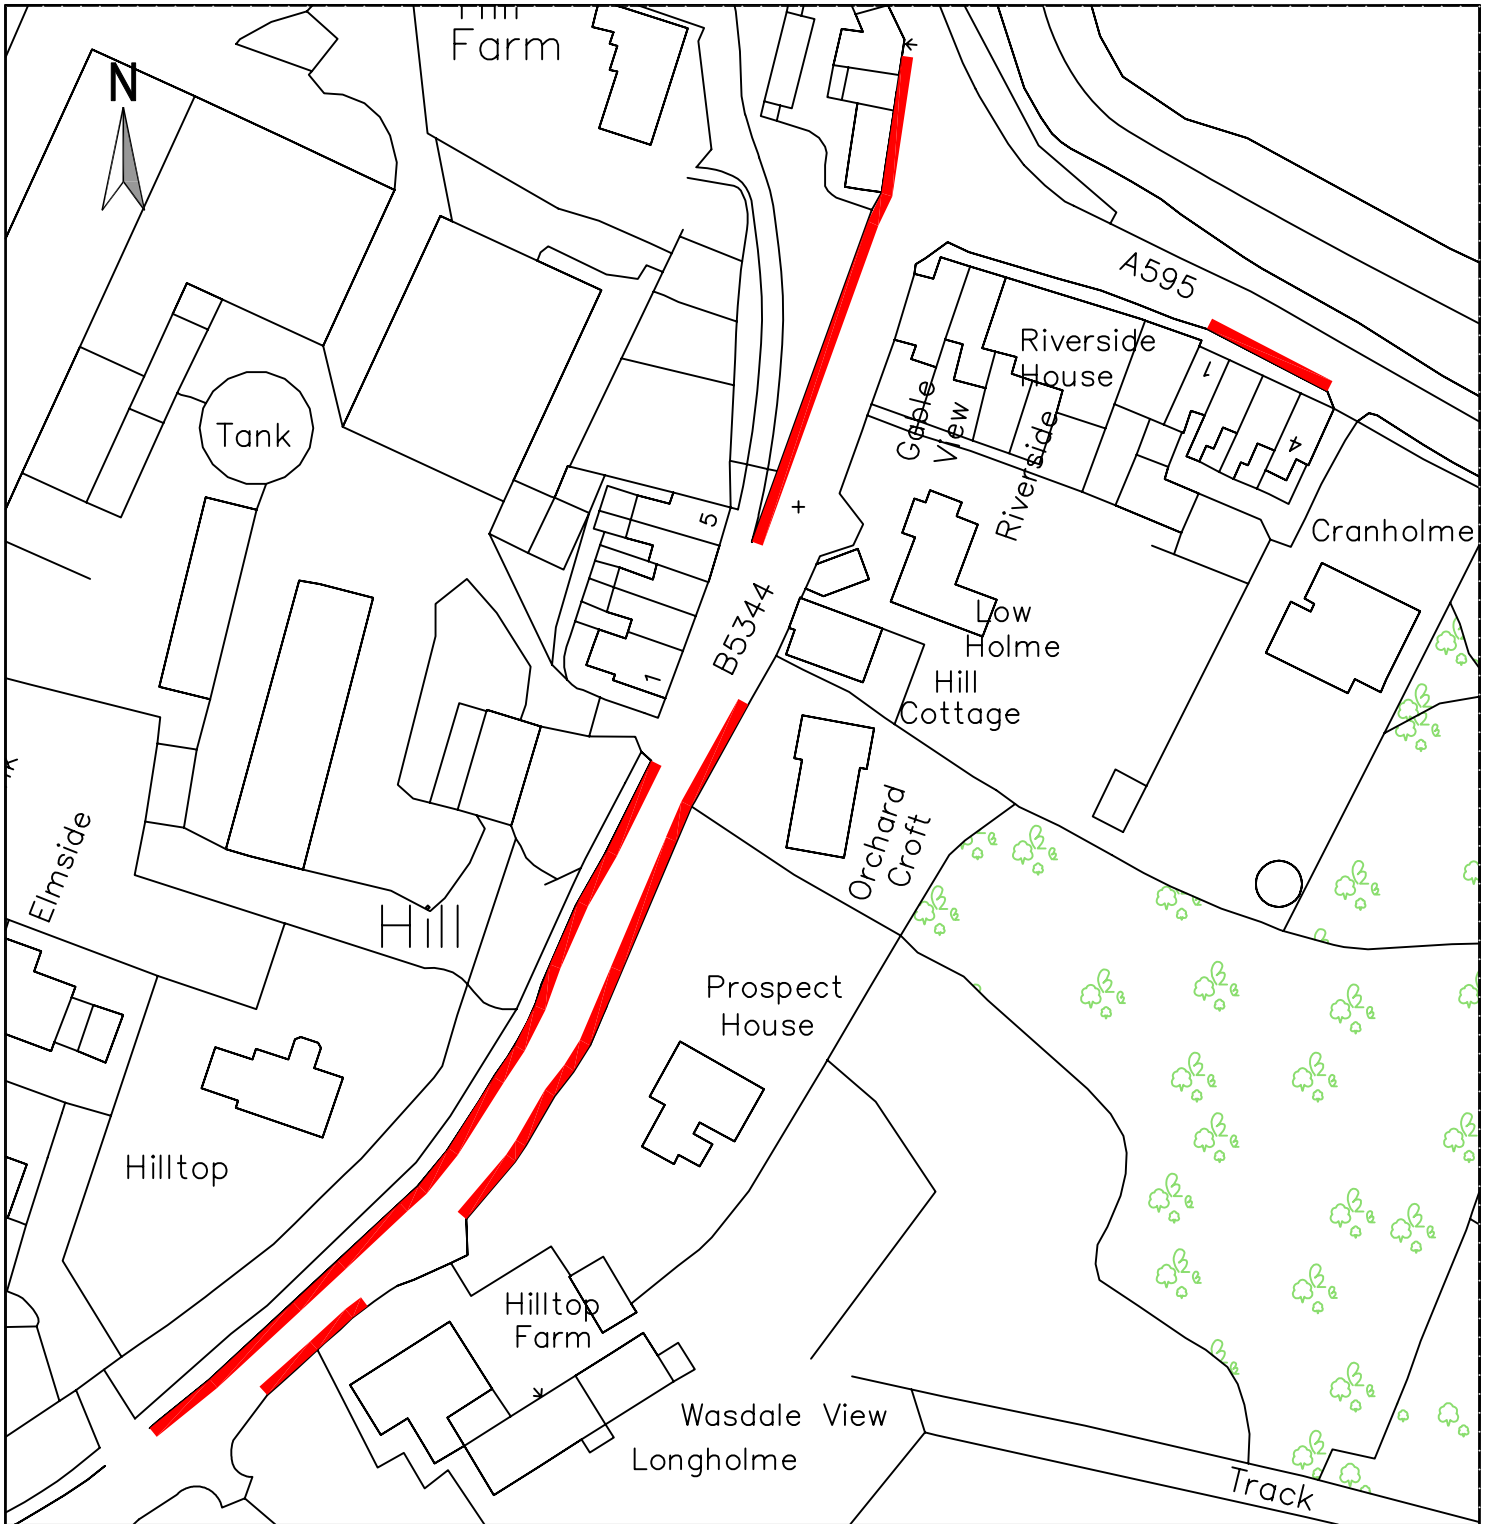 Farm
N
A595
Riverside
House
1
4
Gable
View
Riverside
Tank
5
Cranholme
B5344
Low
Holme
1
Hill
Cottage
Orchard
Croft
Elmside
Hill
Prospect
House
Hilltop
Hilltop
Farm
Wasdale View
Longholme
Track